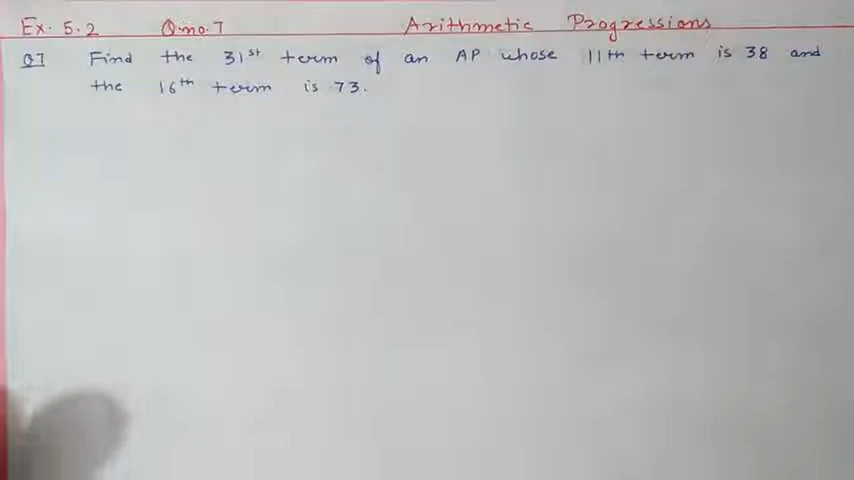 Ex. 5.2 Q.no.7 Arithmetic Progressions
Q7 Find the 31st term of an AP whose 11th term is 38 and
the 16th term is 73.